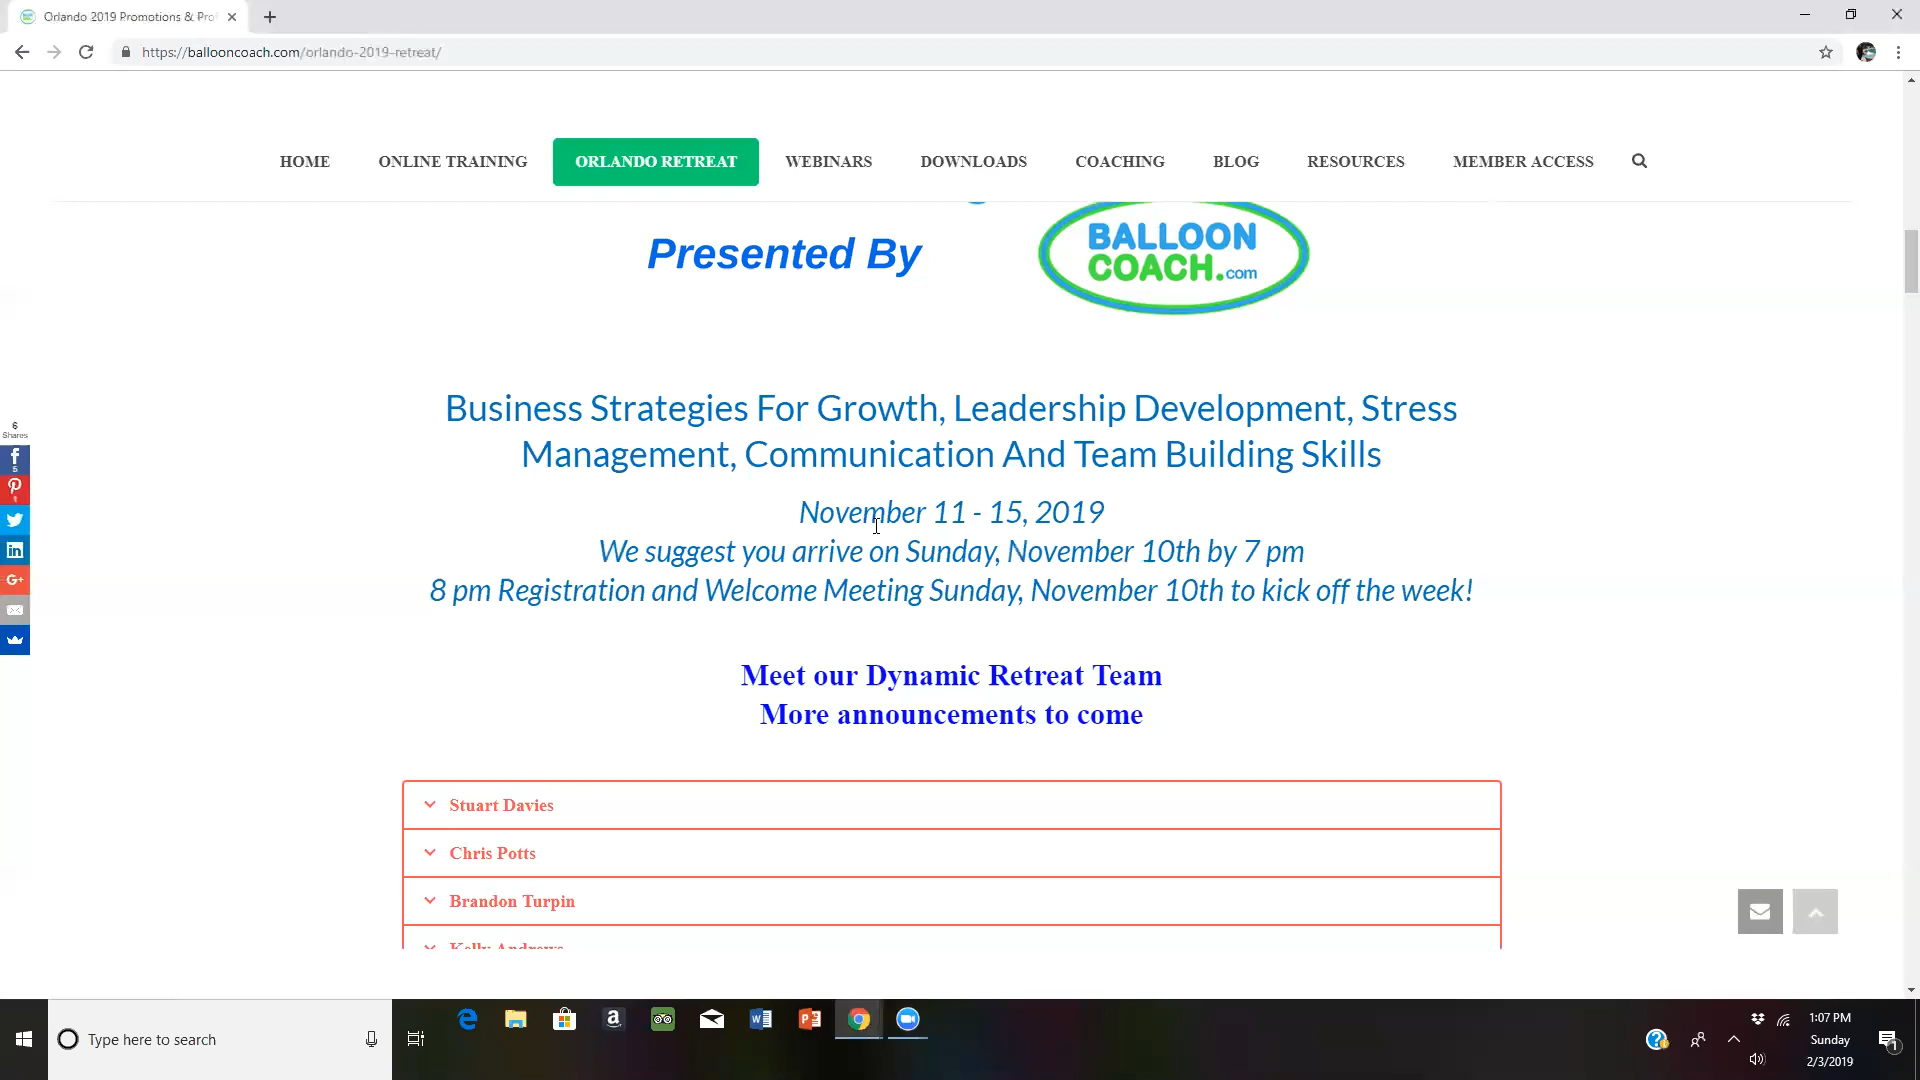 Orlando 2019 Promotions & Prof
https://ballooncoach.com/orlando-2019-retreat/
HOME ONLINE TRAINING ORLANDO RETREAT WEBINARS DOWNLOADS COACHING BLOG RESOURCES MEMBER ACCESS
Presented By
BALLOON
COACH.com
Business Strategies For Growth, Leadership Development, Stress
Management, Communication And Team Building Skills
November 11 - 15, 2019
We suggest you arrive on Sunday, November 10th by 7 pm
8 pm Registration and Welcome Meeting Sunday, November 10th to kick off the week!
6
Shares
5
Meet our Dynamic Retreat Team
More announcements to come
Stuart Davies
Chris Potts
Brandon Turpin
Kelly Andrews
Type here to search
1:07 PM
Sunday
2/3/2019
1